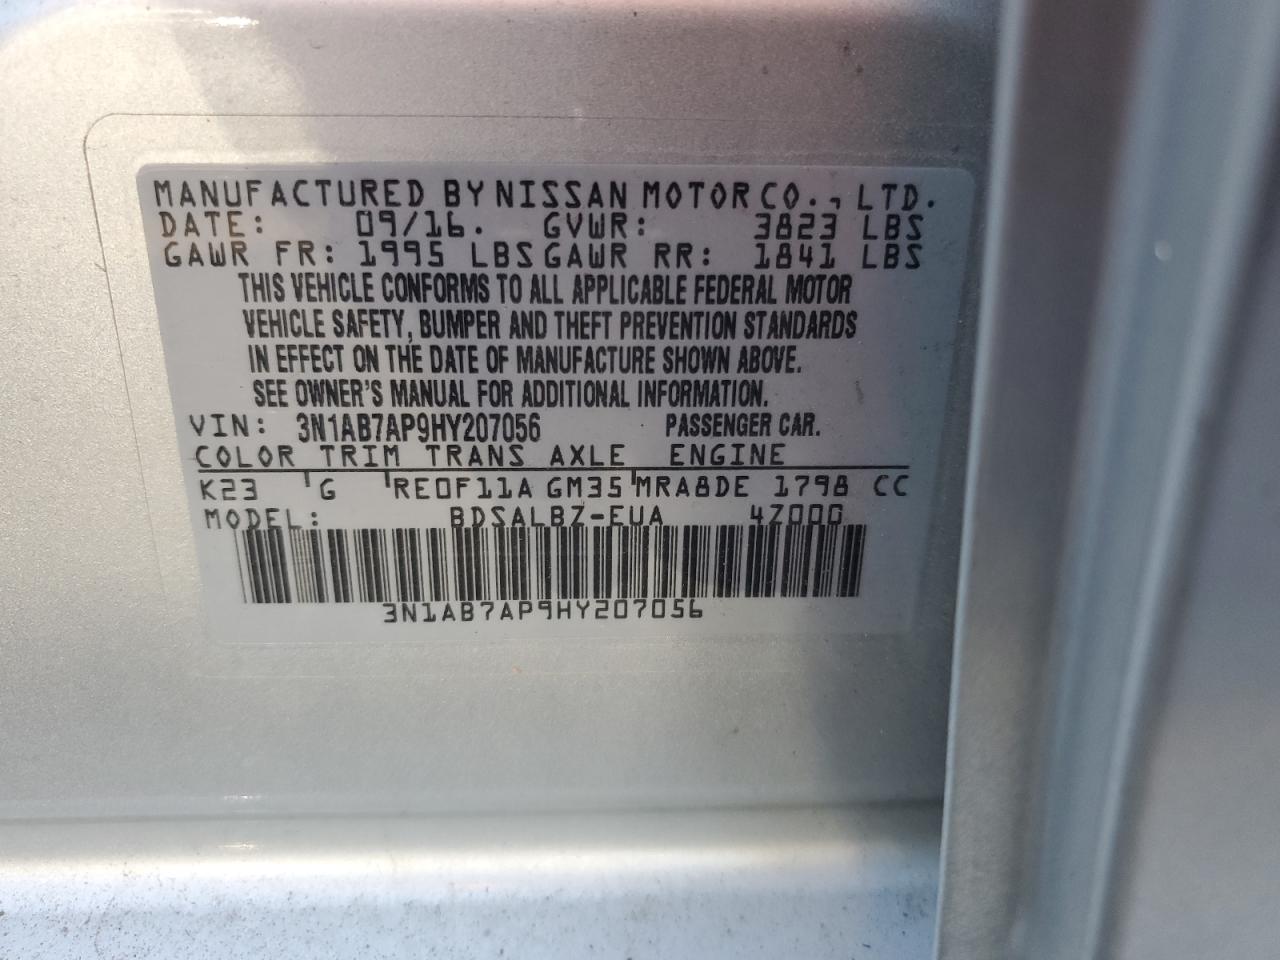 MANUFACTURED BY NISSAN MOTOR CO., LTD.
DATE: 09/16. GVWR: 3823 LBS
GAWR FR: 1995 LBS GAWR RR: 1841 LBS
THIS VEHICLE CONFORMS TO ALL APPLICABLE FEDERAL MOTOR
VEHICLE SAFETY, BUMPER AND THEFT PREVENTION STANDARDS
IN EFFECT ON THE DATE OF MANUFACTURE SHOWN ABOVE.
SEE OWNER'S MANUAL FOR ADDITIONAL INFORMATION.
VIN: 3N1AB7AP9HY207056 PASSENGER CAR.
COLOR TRIM TRANS AXLE ENGINE
K23 G RE0F11A GM35 MRA8DE 1798 CC
MODEL: BDSALBZ-EUA 4Z00G
3N1AB7AP9HY207056